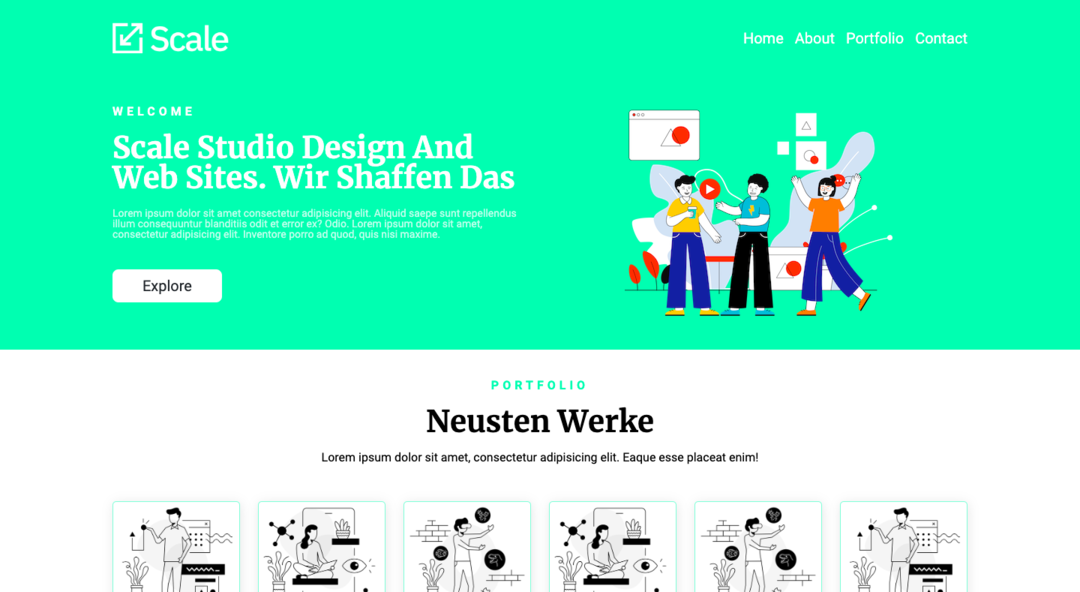 Scale
Home About Portfolio Contact
WELCOME
Scale Studio Design And
Web Sites. Wir Shaffen Das
Lorem ipsum dolor sit amet consectetur adipisicing elit. Aliquid saepe sunt repellendus
illum consequuntur blanditiis odit et error ex? Odio. Lorem ipsum dolor sit amet,
consectetur adipisicing elit. Inventore porro ad quod, quis nisi maxime.
Explore
PORTFOLIO
Neusten Werke
Lorem ipsum dolor sit amet, consectetur adipisicing elit. Eaque esse placeat enim!